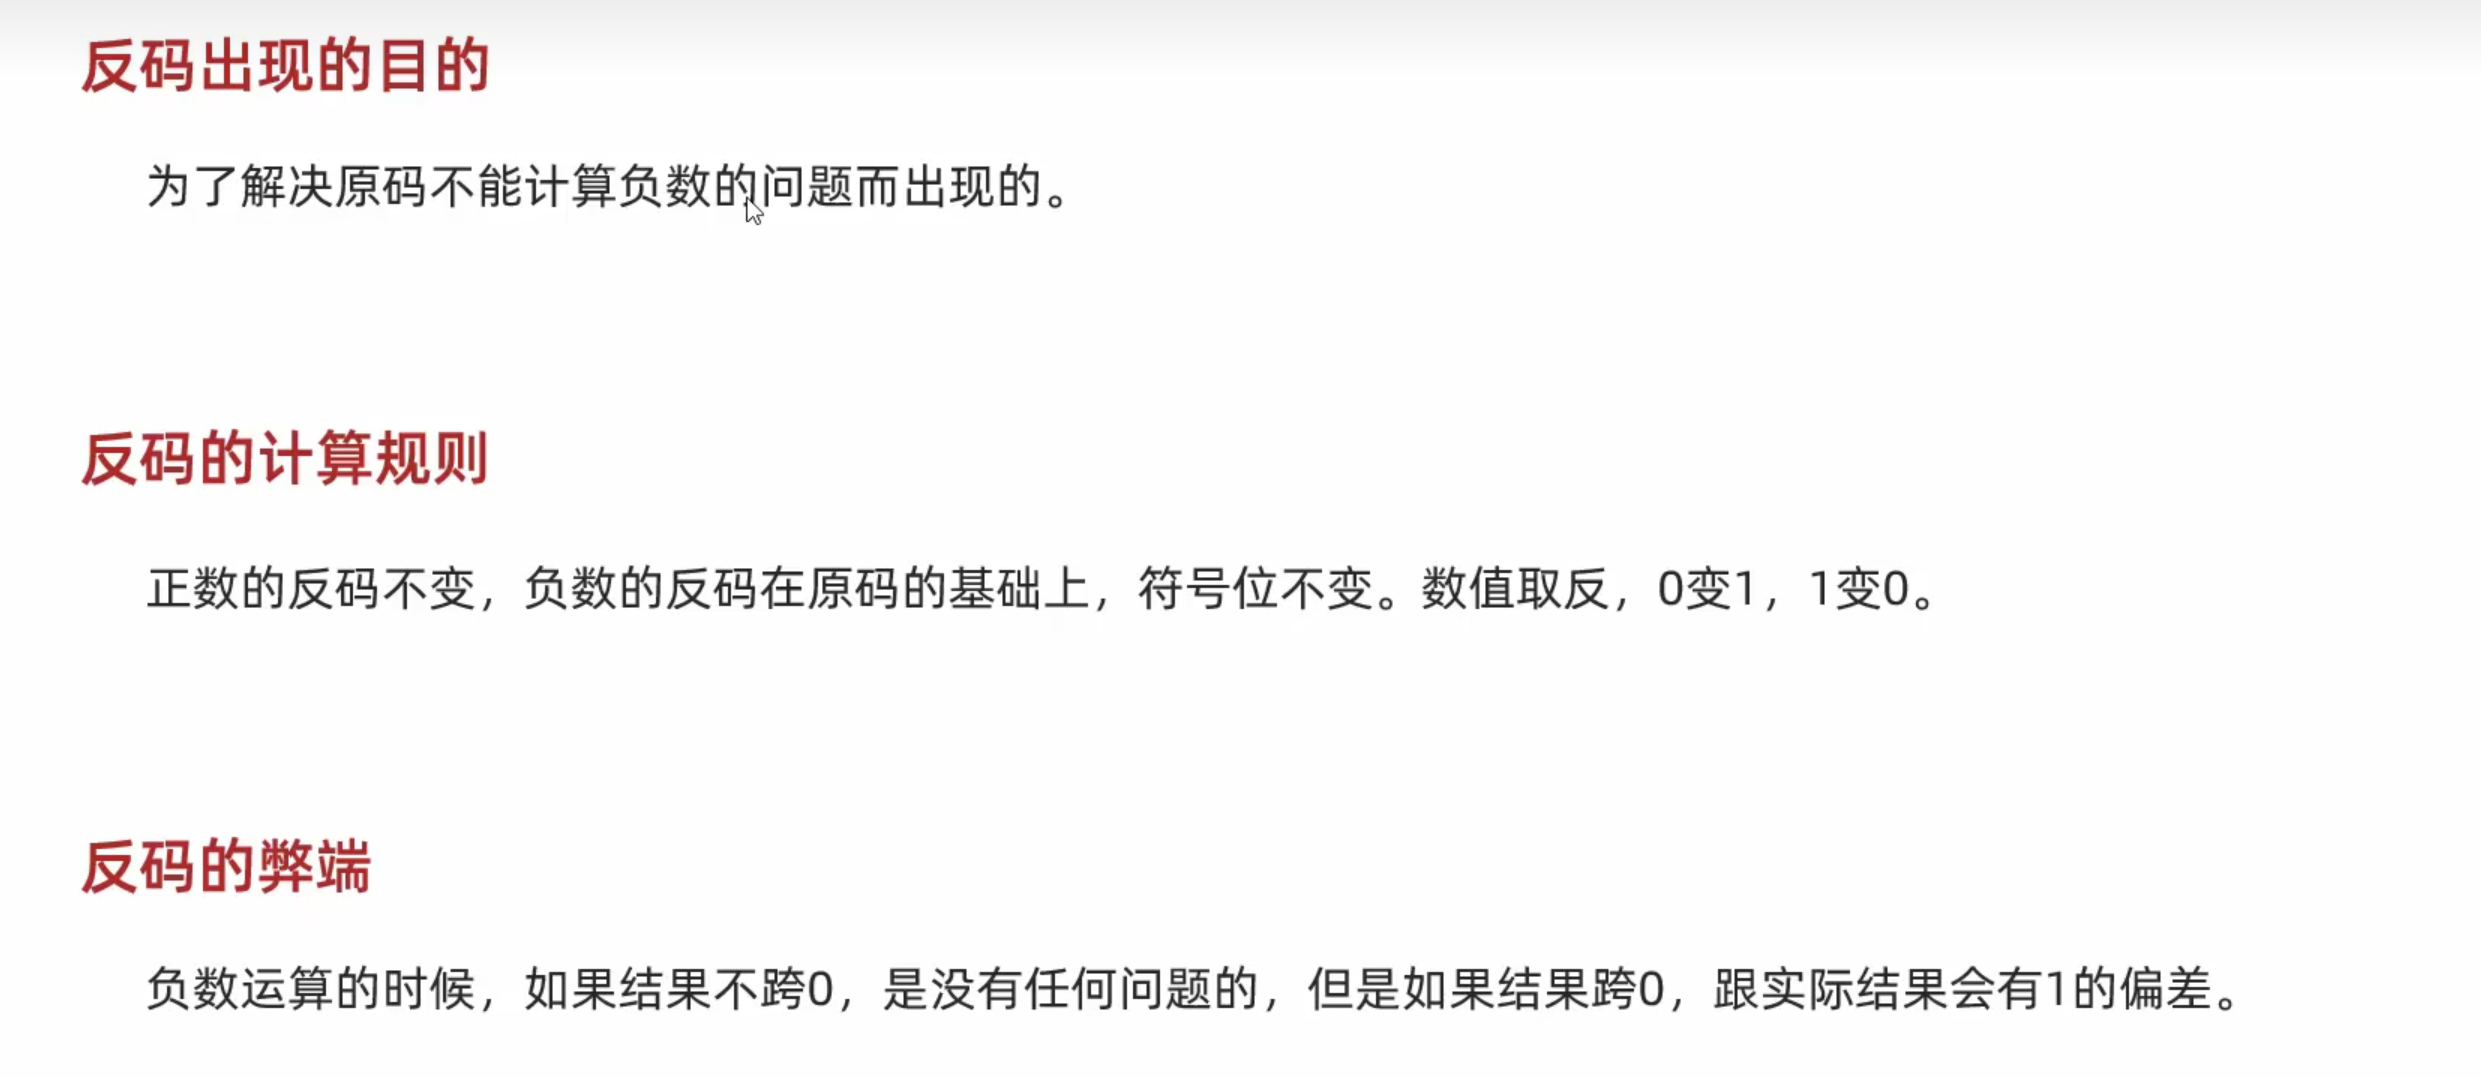 反码出现的目的
为了解决原码不能计算负数的问题而出现的。
反码的计算规则
正数的反码不变，负数的反码在原码的基础上，符号位不变。数值取反，0变1，1变0。
反码的弊端
负数运算的时候，如果结果不跨0，是没有任何问题的，但是如果结果跨0，跟实际结果会有1的偏差。